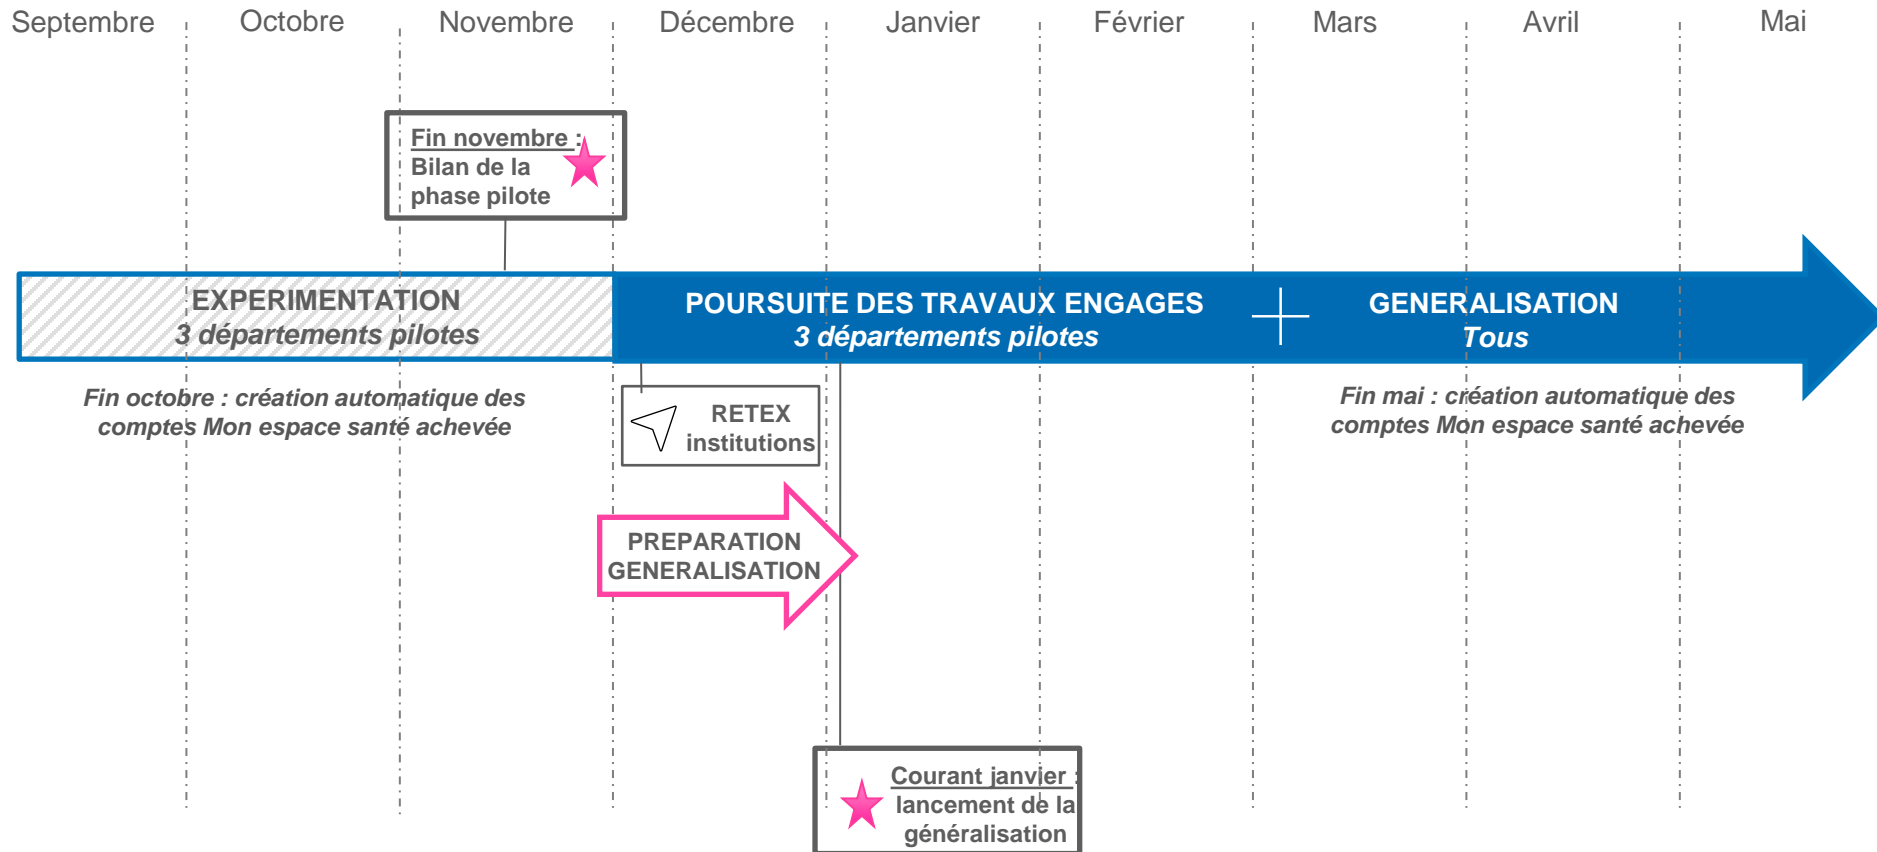 Septembre
Octobre
Novembre
Décembre
Janvier
Février
Mars
Avril
Mai
Fin novembre :
Bilan de la
phase pilote
EXPERIMENTATION
3 départements pilotes
POURSUITE DES TRAVAUX ENGAGES
3 départements pilotes
GENERALISATION
Tous
Fin octobre : création automatique des
comptes Mon espace santé achevée
RETEX
institutions
Fin mai : création automatique des
comptes Mon espace santé achevée
PREPARATION
GENERALISATION
Courant janvier :
lancement de la
généralisation